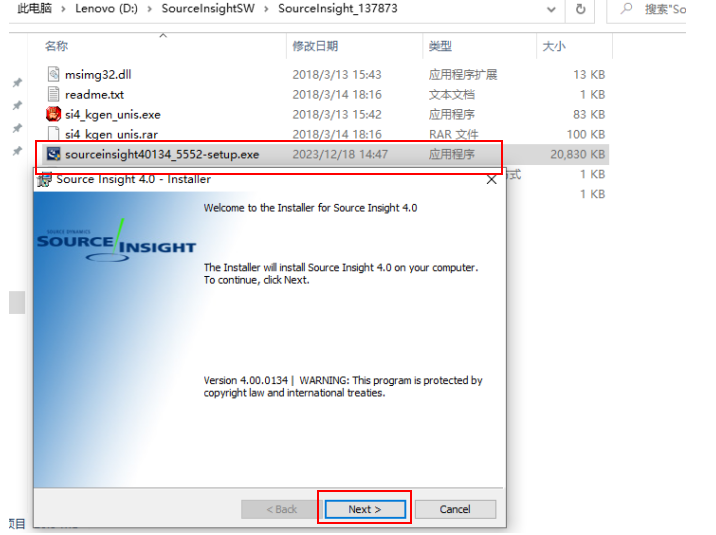 此电脑 > Lenovo (D:) > SourceInsightSW > SourceInsight_137873 搜索"So
名称 修改日期 类型 大小
msimg32.dll 2018/3/13 15:43 应用程序扩展 13 KB
readme.txt 2018/3/14 18:16 文本文档 1 KB
si4_kgen_unis.exe 2018/3/13 15:42 应用程序 83 KB
si4_kgen_unis.rar 2018/3/14 18:16 RAR 文件 100 KB
sourceinsight40134_5552-setup.exe 2023/12/18 14:47 应用程序 20,830 KB
Source Insight 4.0 - Installer
式 1 KB
1 KB
Welcome to the Installer for Source Insight 4.0
SOURCE DYNAMICS
SOURCE INSIGHT
The Installer will install Source Insight 4.0 on your computer.
To continue, click Next.
Version 4.00.0134 | WARNING: This program is protected by
copyright law and international treaties.
< Back Next > Cancel
项目